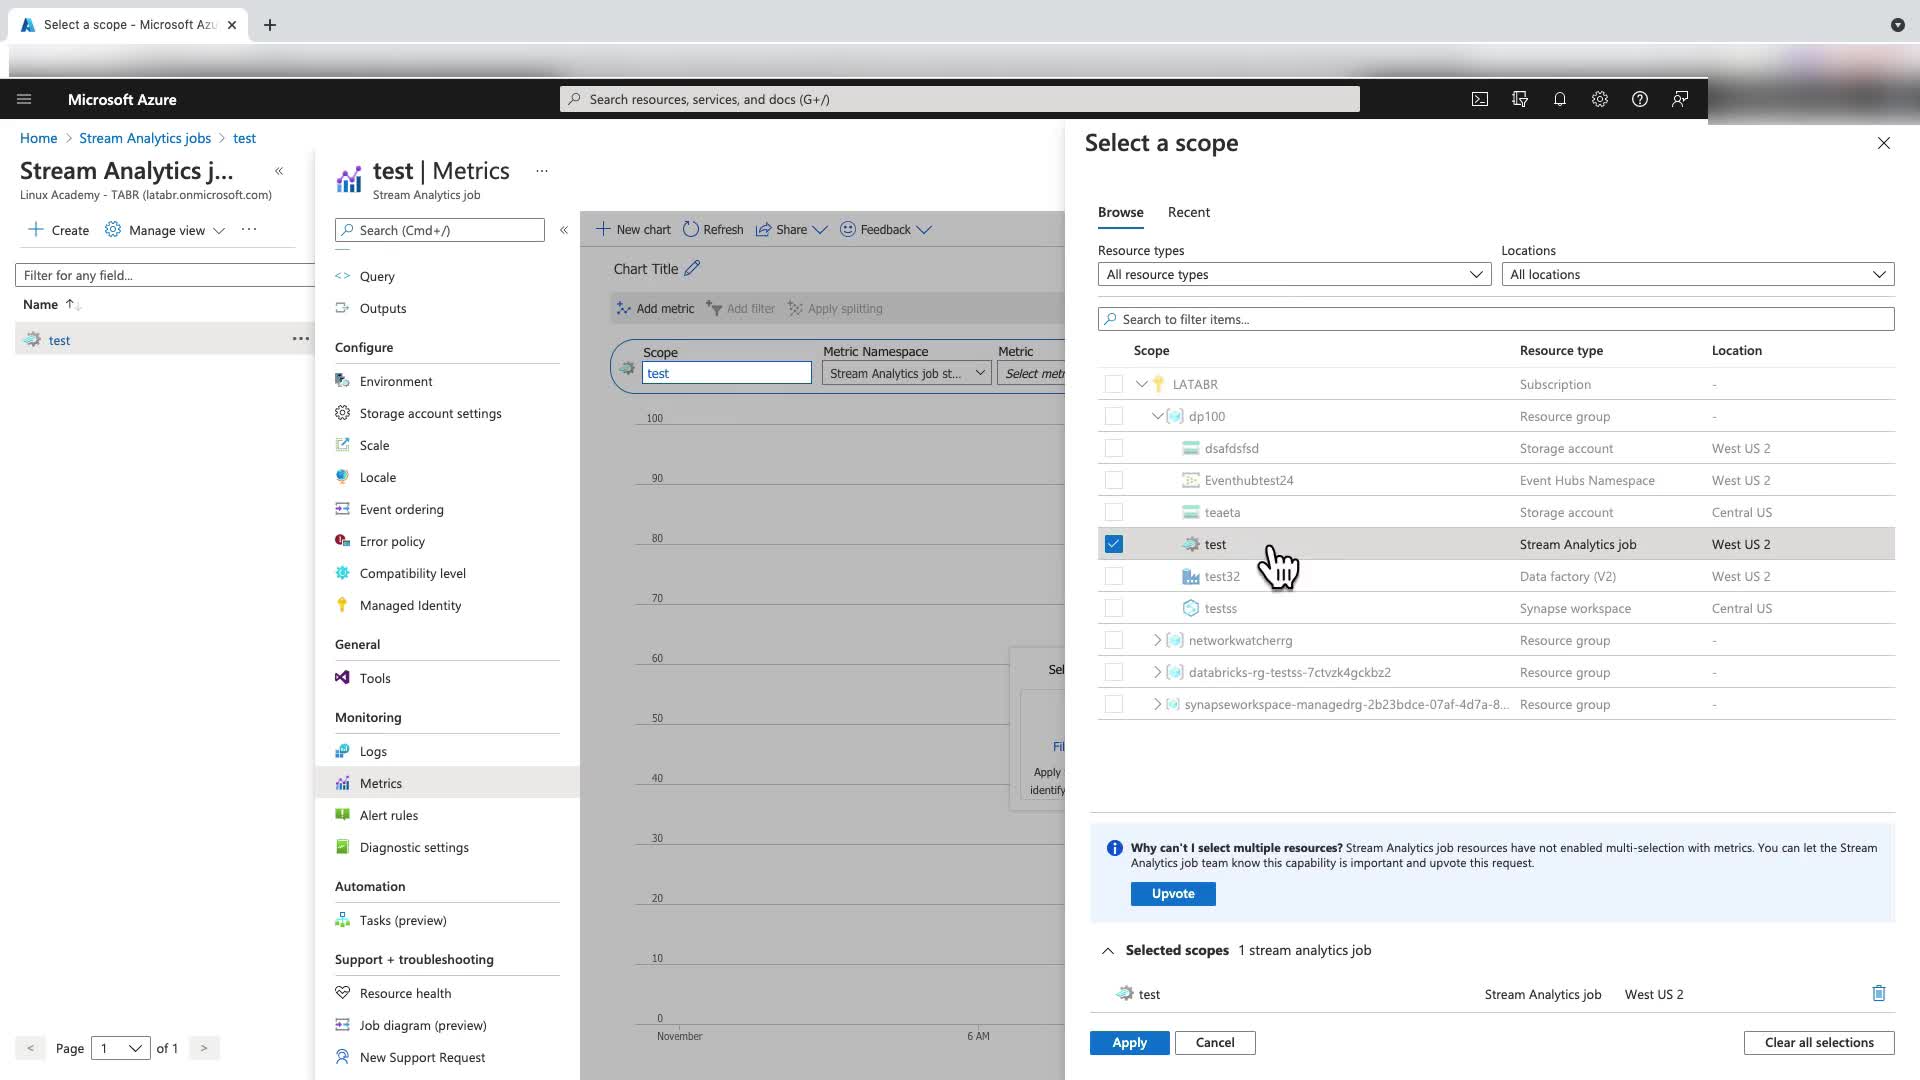 Select a scope - Microsoft Azu
Microsoft Azure
Search resources, services, and docs (G+/)
Home > Stream Analytics jobs > test
Stream Analytics j...
«
Linux Academy - TABR (latabr.onmicrosoft.com)
+ Create
Manage view
...
Filter for any field...
Name ↑↓
test
...
< Page 1 of 1 >
test | Metrics
...
Stream Analytics job
Search (Cmd+/)
«
Query
Outputs
Configure
Environment
Storage account settings
Scale
Locale
Event ordering
Error policy
Compatibility level
Managed Identity
General
Tools
Monitoring
Logs
Metrics
Alert rules
Diagnostic settings
Automation
Tasks (preview)
Support + troubleshooting
Resource health
Job diagram (preview)
New Support Request
New chart
Refresh
Share
Feedback
Chart Title
Add metric
Add filter
Apply splitting
Scope
test
Metric Namespace
Stream Analytics job st...
Metric
Select metr
100
90
80
70
60
50
40
30
20
10
0
November
6 AM
Sel
Fil
Apply
identify
Select a scope
Browse
Recent
Resource types
All resource types
Locations
All locations
Search to filter items...
Scope Resource type Location
LATABR Subscription -
dp100 Resource group -
dsafdsfsd Storage account West US 2
Eventhubtest24 Event Hubs Namespace West US 2
teaeta Storage account Central US
test Stream Analytics job West US 2
test32 Data factory (V2) West US 2
testss Synapse workspace Central US
networkwatcherrg Resource group -
databricks-rg-testss-7ctvzk4gckbz2 Resource group -
synapseworkspace-managedrg-2b23bdce-07af-4d7a-8... Resource group -
Why can't I select multiple resources? Stream Analytics job resources have not enabled multi-selection with metrics. You can let the Stream
Analytics job team know this capability is important and upvote this request.
Upvote
Selected scopes 1 stream analytics job
test Stream Analytics job West US 2
Apply
Cancel
Clear all selections